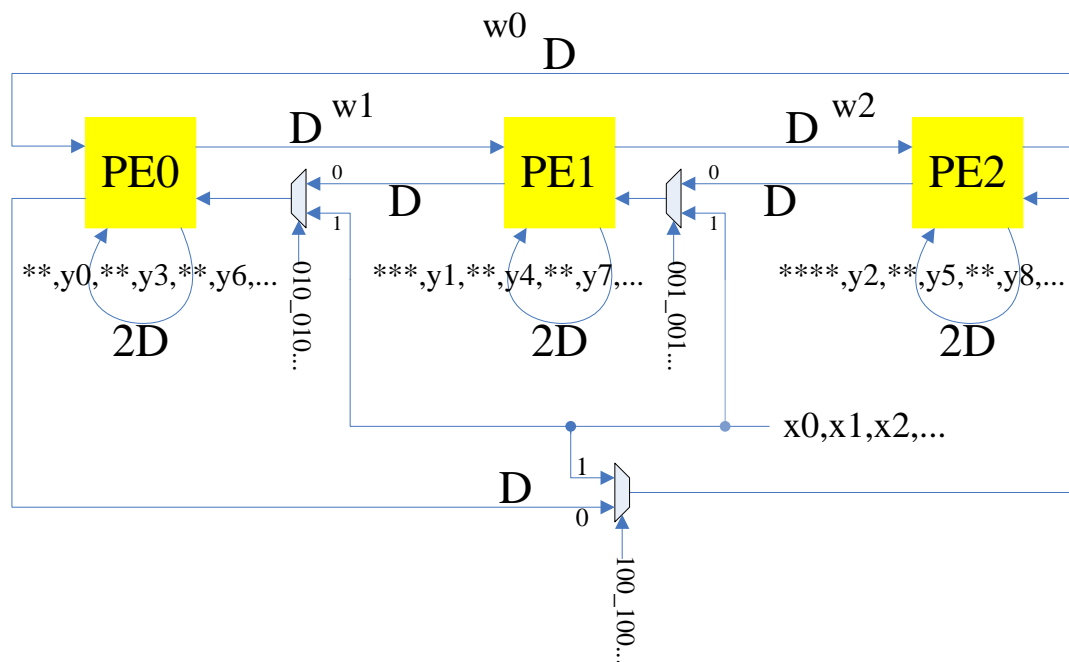 w0
D
D w1
D w2
PE0
PE1
PE2
0
0
D
D
1
1
**,y0,**,y3,**,y6,...
***,y1,**,y4,**,y7,...
****,y2,**,y5,**,y8,...
010_010...
001_001...
2D
2D
2D
x0,x1,x2,...
1
D
0
100_100...